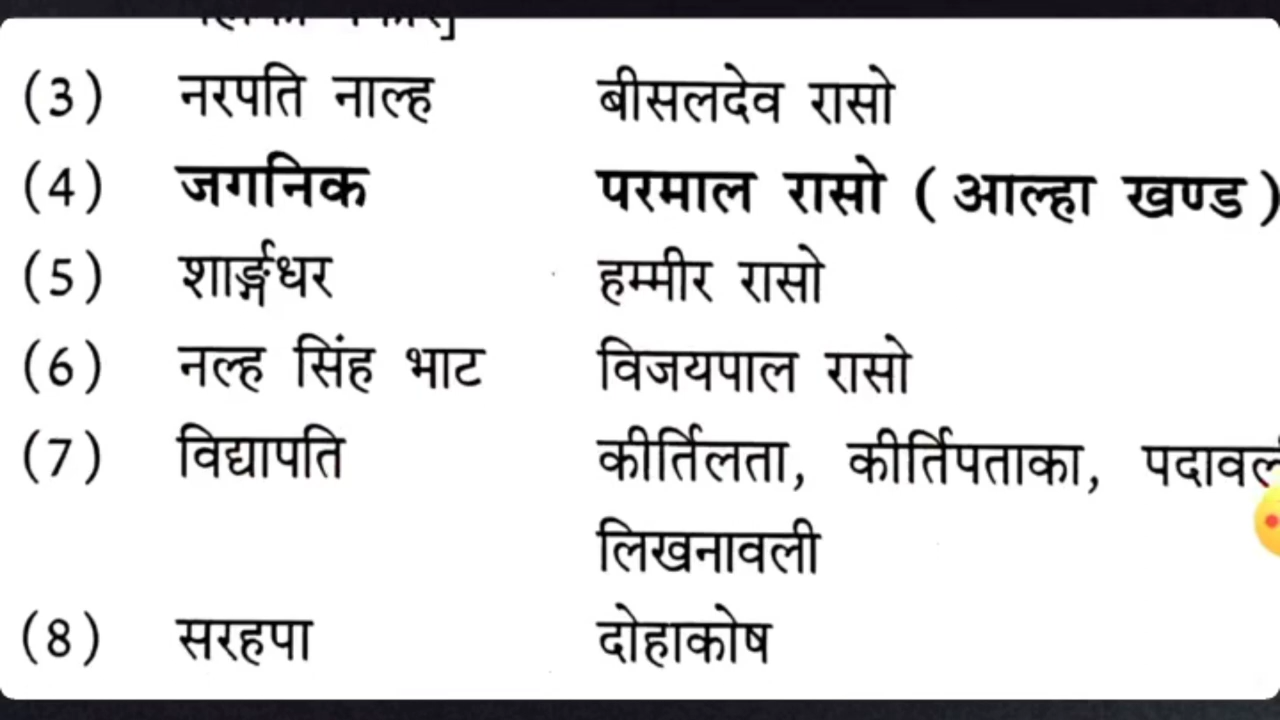 (3) नरपति नाल्ह बीसलदेव रासो
(4) जगनिक परमाल रासो ( आल्हा खण्ड )
(5) शार्ङ्गधर हम्मीर रासो
(6) नल्ह सिंह भाट विजयपाल रासो
(7) विद्यापति कीर्तिलता, कीर्तिपताका,
लिखनावली
(8) सरहपा दोहाकोष